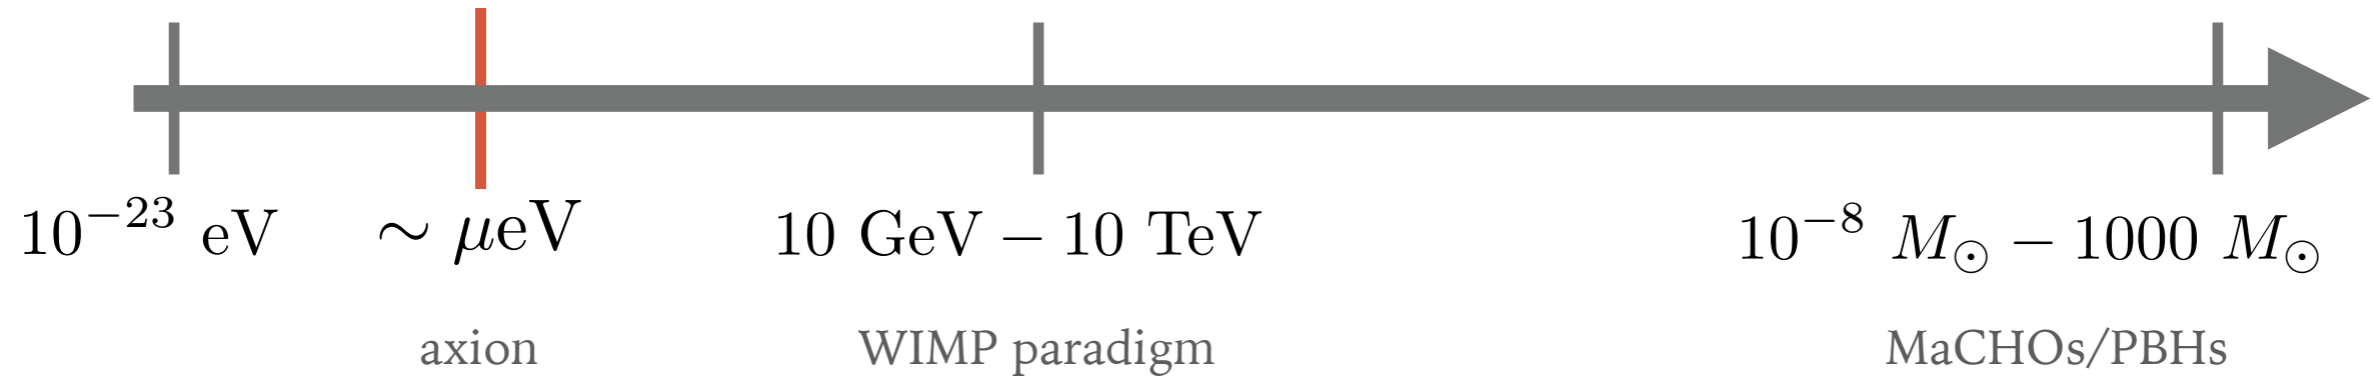 10⁻²³ eV ∼ μeV 10 GeV – 10 TeV 10⁻⁸ M⊙ – 1000 M⊙
axion WIMP paradigm MaCHOs/PBHs